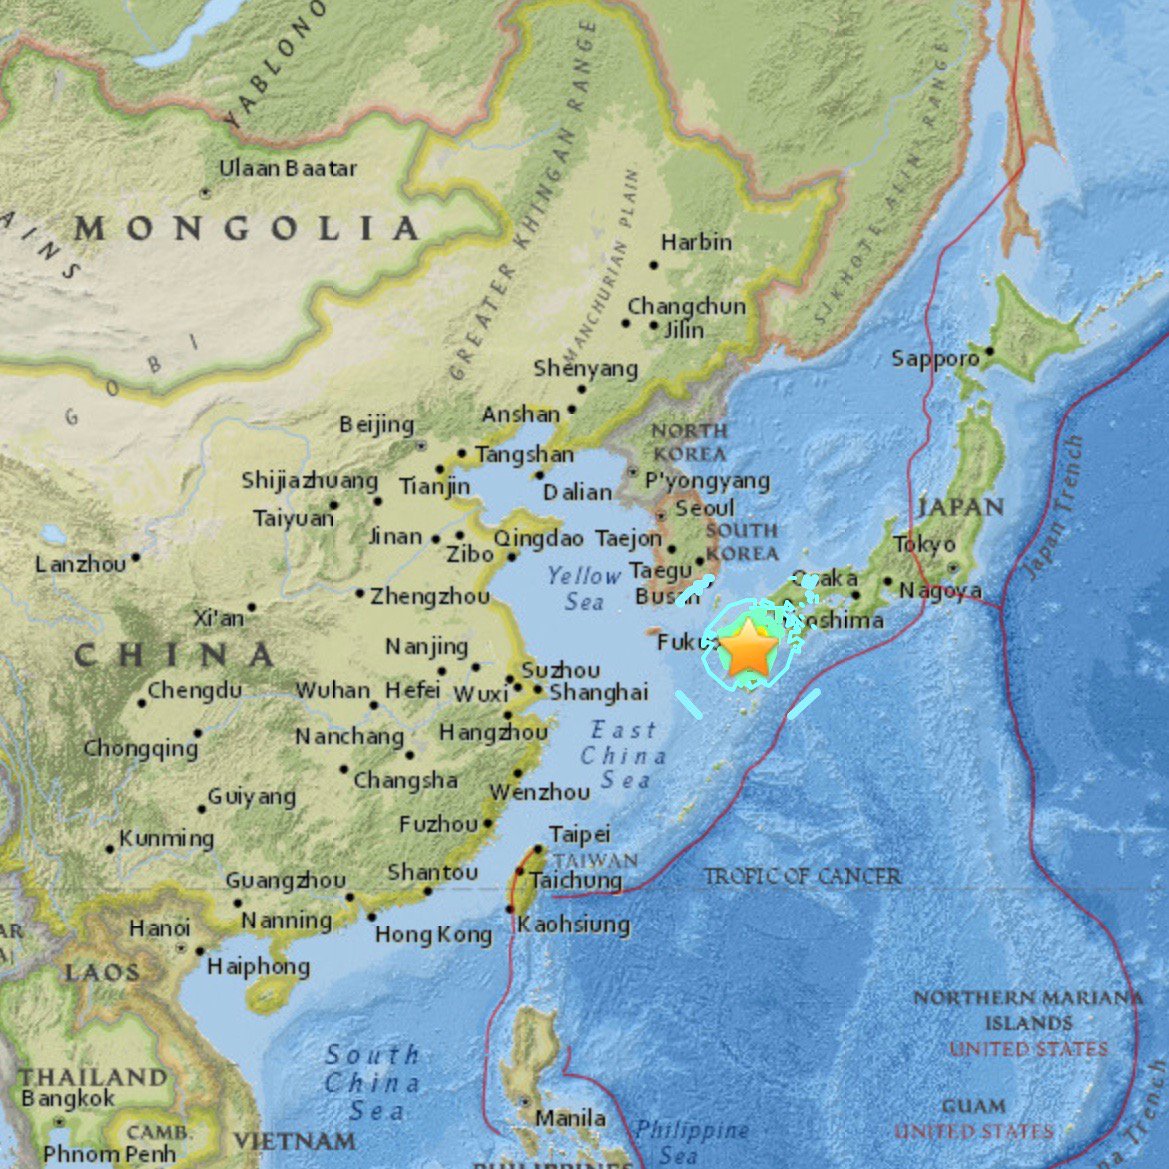 YABLONO
Ulaan Baatar
MONGOLIA
AINS
GREATER KHINGAN RANGE
MANCHURIAN PLAIN
SIKHOTE ALIN' RANGE
Harbin
Changchun
Jilin
GOBI
Shenyang
Sapporo
Anshan
Beijing
NORTH
KOREA
Tangshan
Shijiazhuang
Tianjin
Dalian
P'yongyang
Taiyuan
Seoul
JAPAN
Japan Trench
Jinan
Zibo
Qingdao
Taejon
SOUTH
KOREA
Tokyo
Lanzhou
Taegu
Yellow
Sea
Nagoya
Zhengzhou
Busan
Xi'an
Nanjing
CHINA
Suzhou
Chengdu
Wuhan
Hefei
Wuxi
Shanghai
Chongqing
Nanchang
Hangzhou
East
China
Sea
Changsha
Guiyang
Wenzhou
Kunming
Fuzhou
Taipei
TAIWAN
Shantou
Guangzhou
Taichung
TROPIC OF CANCER
Nanning
Hanoi
Hong Kong
Kaohsiung
Haiphong
LAOS
NORTHERN MARIANA
ISLANDS
UNITED STATES
South
China
Sea
THAILAND
Bangkok
GUAM
UNITED STATES
Manila
CAMB.
VIETNAM
Philippine
Sea
Phnom Penh
PHILIPPINES
Trench